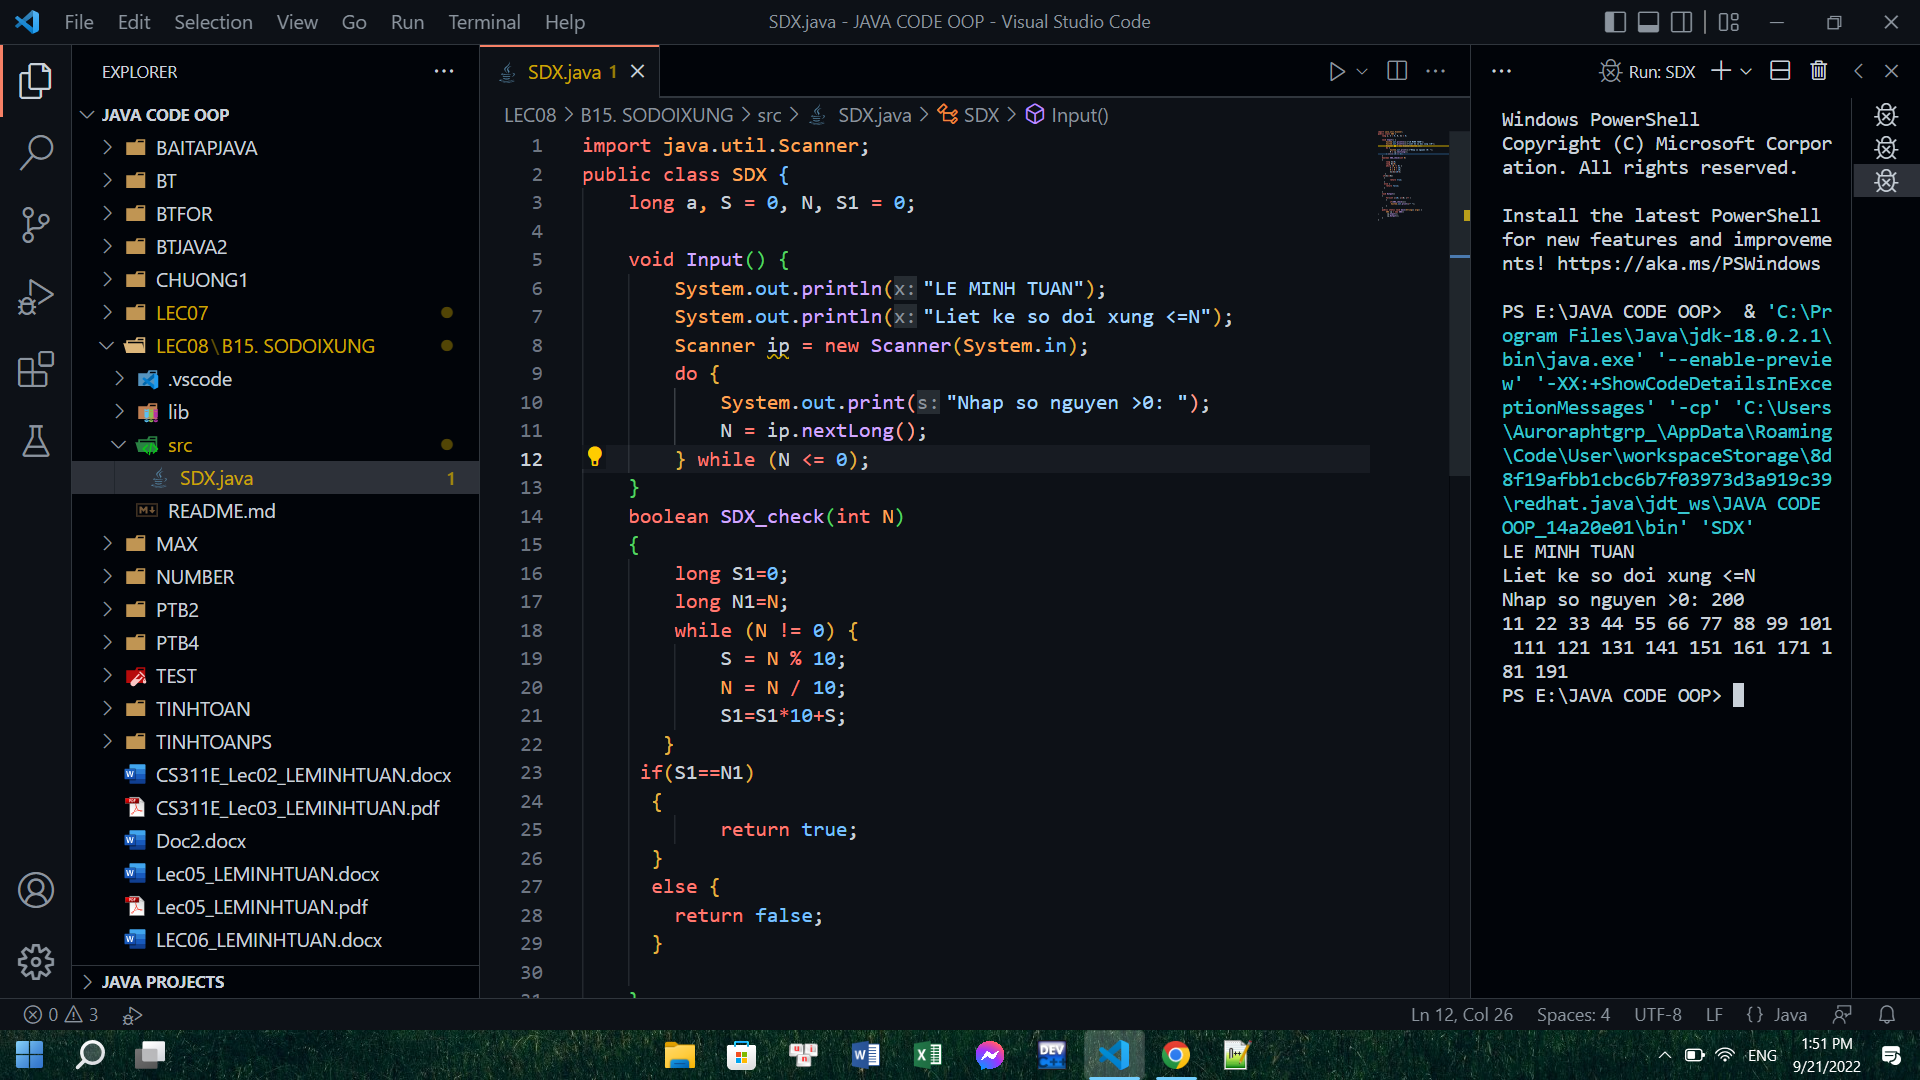 File Edit Selection View Go Run Terminal Help
SDX.java - JAVA CODE OOP - Visual Studio Code
EXPLORER
JAVA CODE OOP
BAITAPJAVA
BT
BTFOR
BTJAVA2
CHUONG1
LEC07
LEC08\B15. SODOIXUNG
.vscode
lib
src
SDX.java 1
README.md
MAX
NUMBER
PTB2
PTB4
TEST
TINHTOAN
TINHTOANPS
CS311E_Lec02_LEMINHTUAN.docx
CS311E_Lec03_LEMINHTUAN.pdf
Doc2.docx
Lec05_LEMINHTUAN.docx
Lec05_LEMINHTUAN.pdf
LEC06_LEMINHTUAN.docx
JAVA PROJECTS
SDX.java 1
LEC08 > B15. SODOIXUNG > src > SDX.java > SDX > Input()
1 import java.util.Scanner;
2 public class SDX {
3 long a, S = 0, N, S1 = 0;
4
5 void Input() {
6 System.out.println(x: "LE MINH TUAN");
7 System.out.println(x: "Liet ke so doi xung <=N");
8 Scanner ip = new Scanner(System.in);
9 do {
10 System.out.print(s: "Nhap so nguyen >0: ");
11 N = ip.nextLong();
12 } while (N <= 0);
13 }
14 boolean SDX_check(int N)
15 {
16 long S1=0;
17 long N1=N;
18 while (N != 0) {
19 S = N % 10;
20 N = N / 10;
21 S1=S1*10+S;
22 }
23 if(S1==N1)
24 {
25 return true;
26 }
27 else {
28 return false;
29 }
30
31 }
Run: SDX
Windows PowerShell
Copyright (C) Microsoft Corpor
ation. All rights reserved.
Install the latest PowerShell
for new features and improveme
nts! https://aka.ms/PSWindows
PS E:\JAVA CODE OOP> & 'C:\Pr
ogram Files\Java\jdk-18.0.2.1\
bin\java.exe' '--enable-previe
w' '-XX:+ShowCodeDetailsInExce
ptionMessages' '-cp' 'C:\Users
\Auroraphtgrp_\AppData\Roaming
\Code\User\workspaceStorage\8d
8f19afbb1cbc6b7f03973d3a919c39
\redhat.java\jdt_ws\JAVA CODE
OOP_14a20e01\bin' 'SDX'
LE MINH TUAN
Liet ke so doi xung <=N
Nhap so nguyen >0: 200
11 22 33 44 55 66 77 88 99 101
111 121 131 141 151 161 171 1
81 191
PS E:\JAVA CODE OOP>
0 3
Ln 12, Col 26 Spaces: 4 UTF-8 LF {} Java
ENG
1:51 PM
9/21/2022